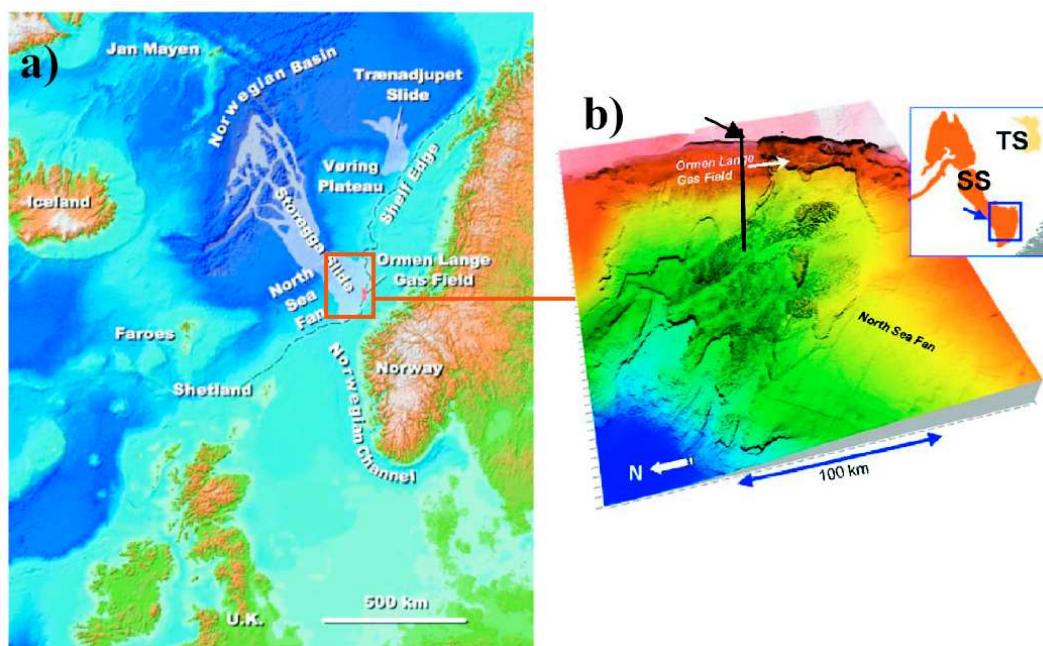 a)
Jan Mayen
Norwegian Basin
Trænadjupet
Slide
Vøring
Plateau
Shelf Edge
Iceland
Storegga Slide
Ormen Lange
Gas Field
North
Sea
Fan
Faroes
Shetland
Norway
Norwegian Channel
U.K.
500 km
b)
Ormen Lange
Gas Field
TS
SS
North Sea Fan
N
100 km